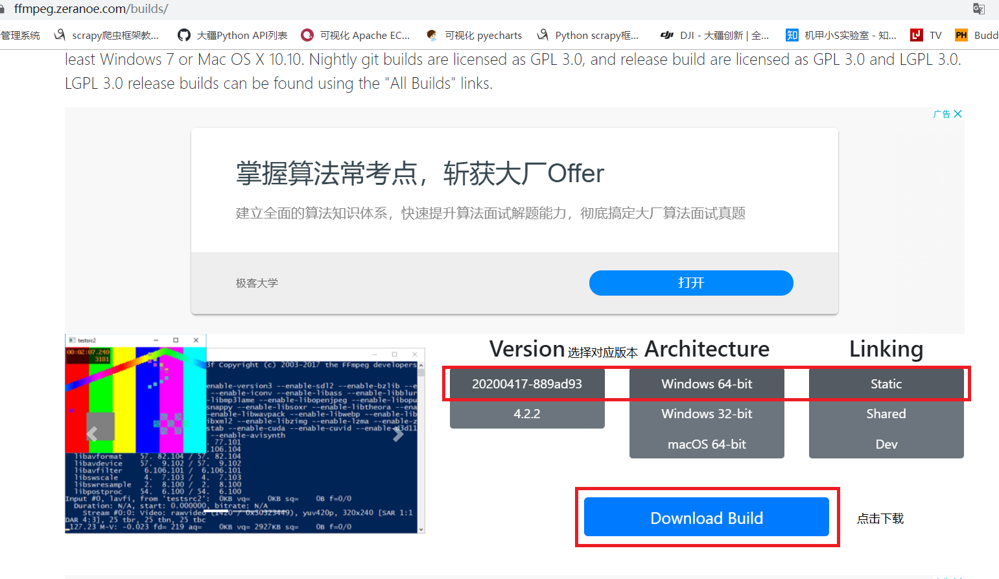 ffmpeg.zeranoe.com/builds/
管理系统 scrapy爬虫框架教... 大疆Python API列表 可视化 Apache EC... 可视化 pyecharts Python scrapy框... DJI - 大疆创新 | 全... 知 机甲小S实验室 - 知... LJ TV PH Budd
least Windows 7 or Mac OS X 10.10. Nightly git builds are licensed as GPL 3.0, and release build are licensed as GPL 3.0 and LGPL 3.0.
LGPL 3.0 release builds can be found using the "All Builds" links.
广告
掌握算法常考点，斩获大厂Offer
建立全面的算法知识体系，快速提升算法面试解题能力，彻底搞定大厂算法面试真题
极客大学 打开
testsrc2
00:02:07.240
3181
3f Copyright (c) 2003-2017 the FFmpeg developers
enable-version3 --enable-sdl2 --enable-bzlib --e
--enable-iconv --enable-libass --enable-libblur
-libmp3lame --enable-libopenjpeg --enable-libopu
snappy --enable-libsoxr --enable-libtheora --ena
-enable-libwavpack --enable-libwebp --enable-lib
ibxml2 --enable-libzimg --enable-lzma --enable-z
stab --enable-cuda --enable-cuvid --enable-d3d11
--enable-avisynth
77.101
.106.104
libavformat 57. 82.104 / 57. 82.104
libavdevice 57. 9.102 / 57. 9.102
libavfilter 6.106.101 / 6.106.101
libswscale 4. 7.103 / 4. 7.103
libswresample 2. 8.100 / 2. 8.100
libpostproc 54. 6.100 / 54. 6.100
Input #0, lavfi, from 'testsrc2': 0KB vq= 0KB sq= 0B f=0/0
Duration: N/A, start: 0.000000, bitrate: N/A
Stream #0:0: Video: rawvideo (I420 / 0x30323449), yuv420p, 320x240 [SAR 1:1
DAR 4:3], 25 tbr, 25 tbn, 25 tbc
127.23 M-V: -0.023 fd= 219 aq= 0KB vq= 2927KB sq= 0B f=0/0
Version 选择对应版本 Architecture Linking
20200417-889ad93 Windows 64-bit Static
4.2.2 Windows 32-bit Shared
macOS 64-bit Dev
Download Build 点击下载